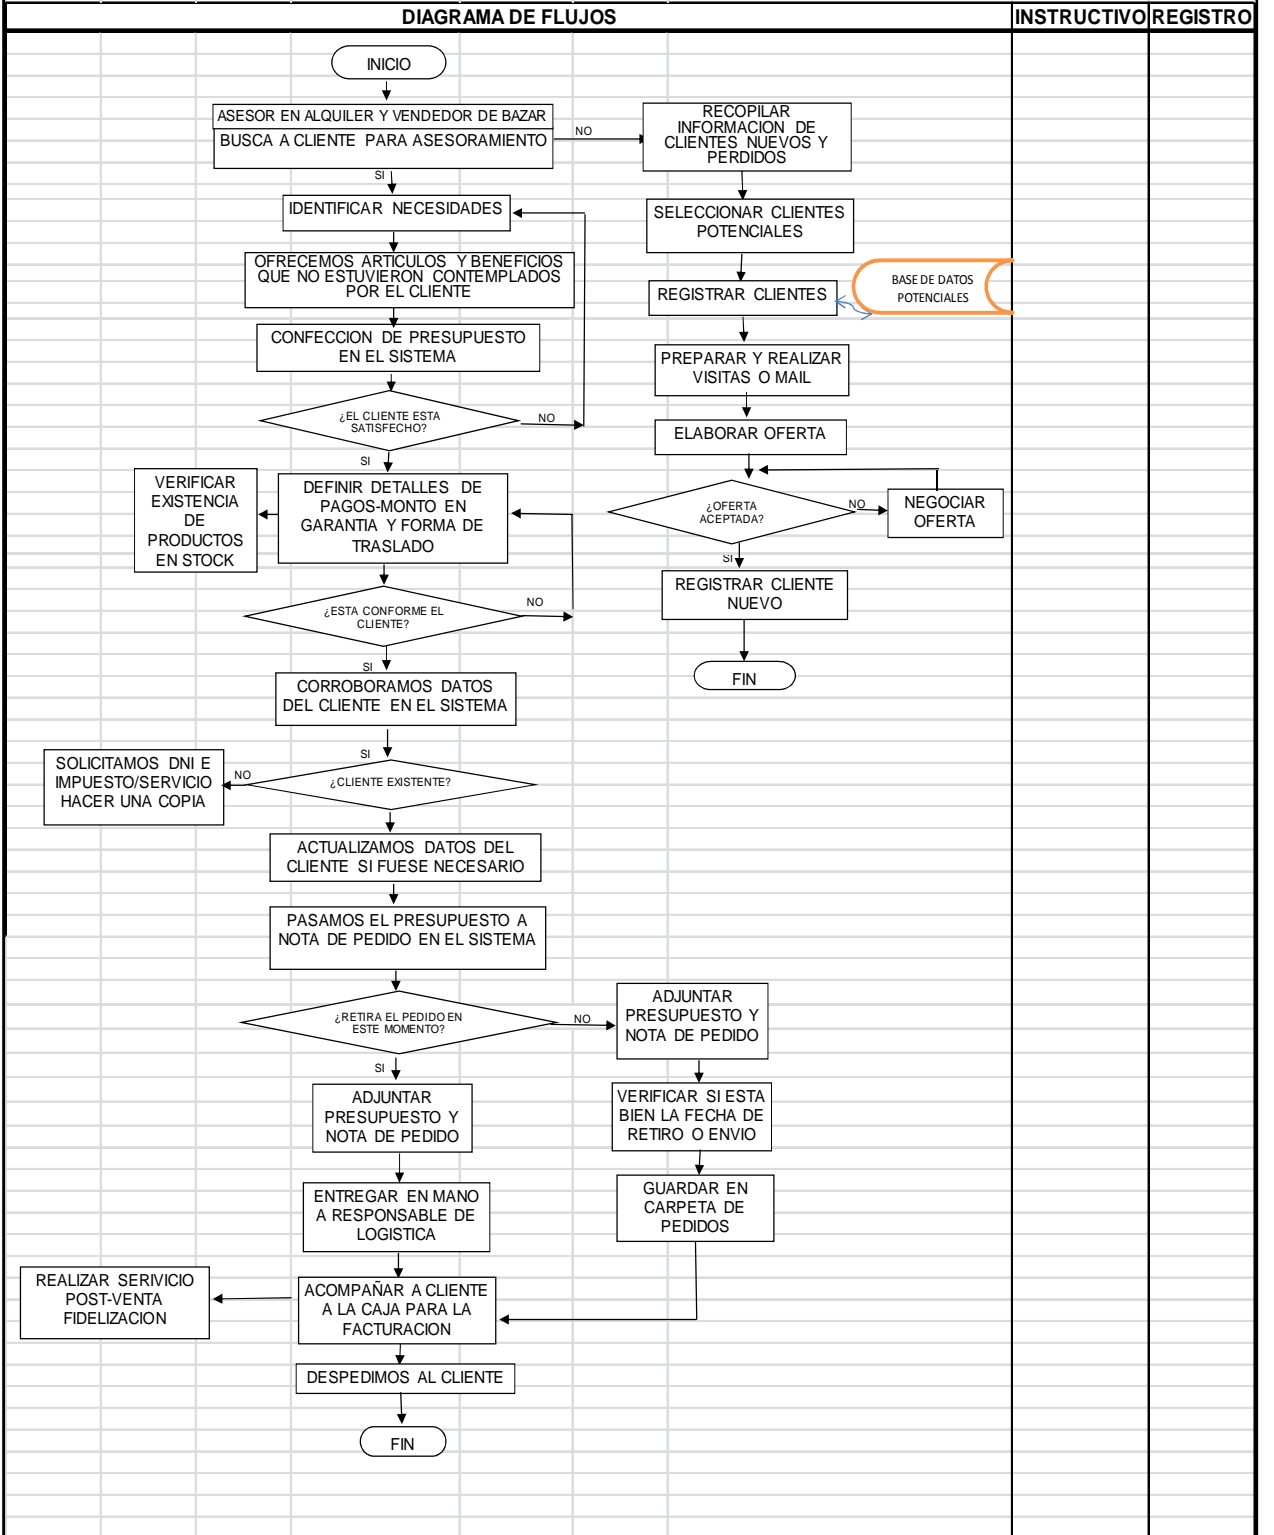 DIAGRAMA DE FLUJOS
INSTRUCTIVO
REGISTRO
INICIO
ASESOR EN ALQUILER Y VENDEDOR DE BAZAR
BUSCA A CLIENTE PARA ASESORAMIENTO
NO
RECOPILAR
INFORMACION DE
CLIENTES NUEVOS Y
PERDIDOS
SI
IDENTIFICAR NECESIDADES
SELECCIONAR CLIENTES
POTENCIALES
OFRECEMOS ARTICULOS Y BENEFICIOS
QUE NO ESTUVIERON CONTEMPLADOS
POR EL CLIENTE
REGISTRAR CLIENTES
BASE DE DATOS
POTENCIALES
CONFECCION DE PRESUPUESTO
EN EL SISTEMA
PREPARAR Y REALIZAR
VISITAS O MAIL
¿EL CLIENTE ESTA
SATISFECHO?
NO
ELABORAR OFERTA
SI
VERIFICAR
EXISTENCIA
DE
PRODUCTOS
EN STOCK
DEFINIR DETALLES DE
PAGOS-MONTO EN
GARANTIA Y FORMA DE
TRASLADO
¿OFERTA
ACEPTADA?
NO
NEGOCIAR
OFERTA
SI
REGISTRAR CLIENTE
NUEVO
¿ESTA CONFORME EL
CLIENTE?
NO
SI
FIN
CORROBORAMOS DATOS
DEL CLIENTE EN EL SISTEMA
SI
SOLICITAMOS DNI E
IMPUESTO/SERVICIO
HACER UNA COPIA
NO
¿CLIENTE EXISTENTE?
ACTUALIZAMOS DATOS DEL
CLIENTE SI FUESE NECESARIO
PASAMOS EL PRESUPUESTO A
NOTA DE PEDIDO EN EL SISTEMA
¿RETIRA EL PEDIDO EN
ESTE MOMENTO?
NO
ADJUNTAR
PRESUPUESTO Y
NOTA DE PEDIDO
SI
ADJUNTAR
PRESUPUESTO Y
NOTA DE PEDIDO
VERIFICAR SI ESTA
BIEN LA FECHA DE
RETIRO O ENVIO
ENTREGAR EN MANO
A RESPONSABLE DE
LOGISTICA
GUARDAR EN
CARPETA DE
PEDIDOS
REALIZAR SERIVICIO
POST-VENTA
FIDELIZACION
ACOMPAÑAR A CLIENTE
A LA CAJA PARA LA
FACTURACION
DESPEDIMOS AL CLIENTE
FIN